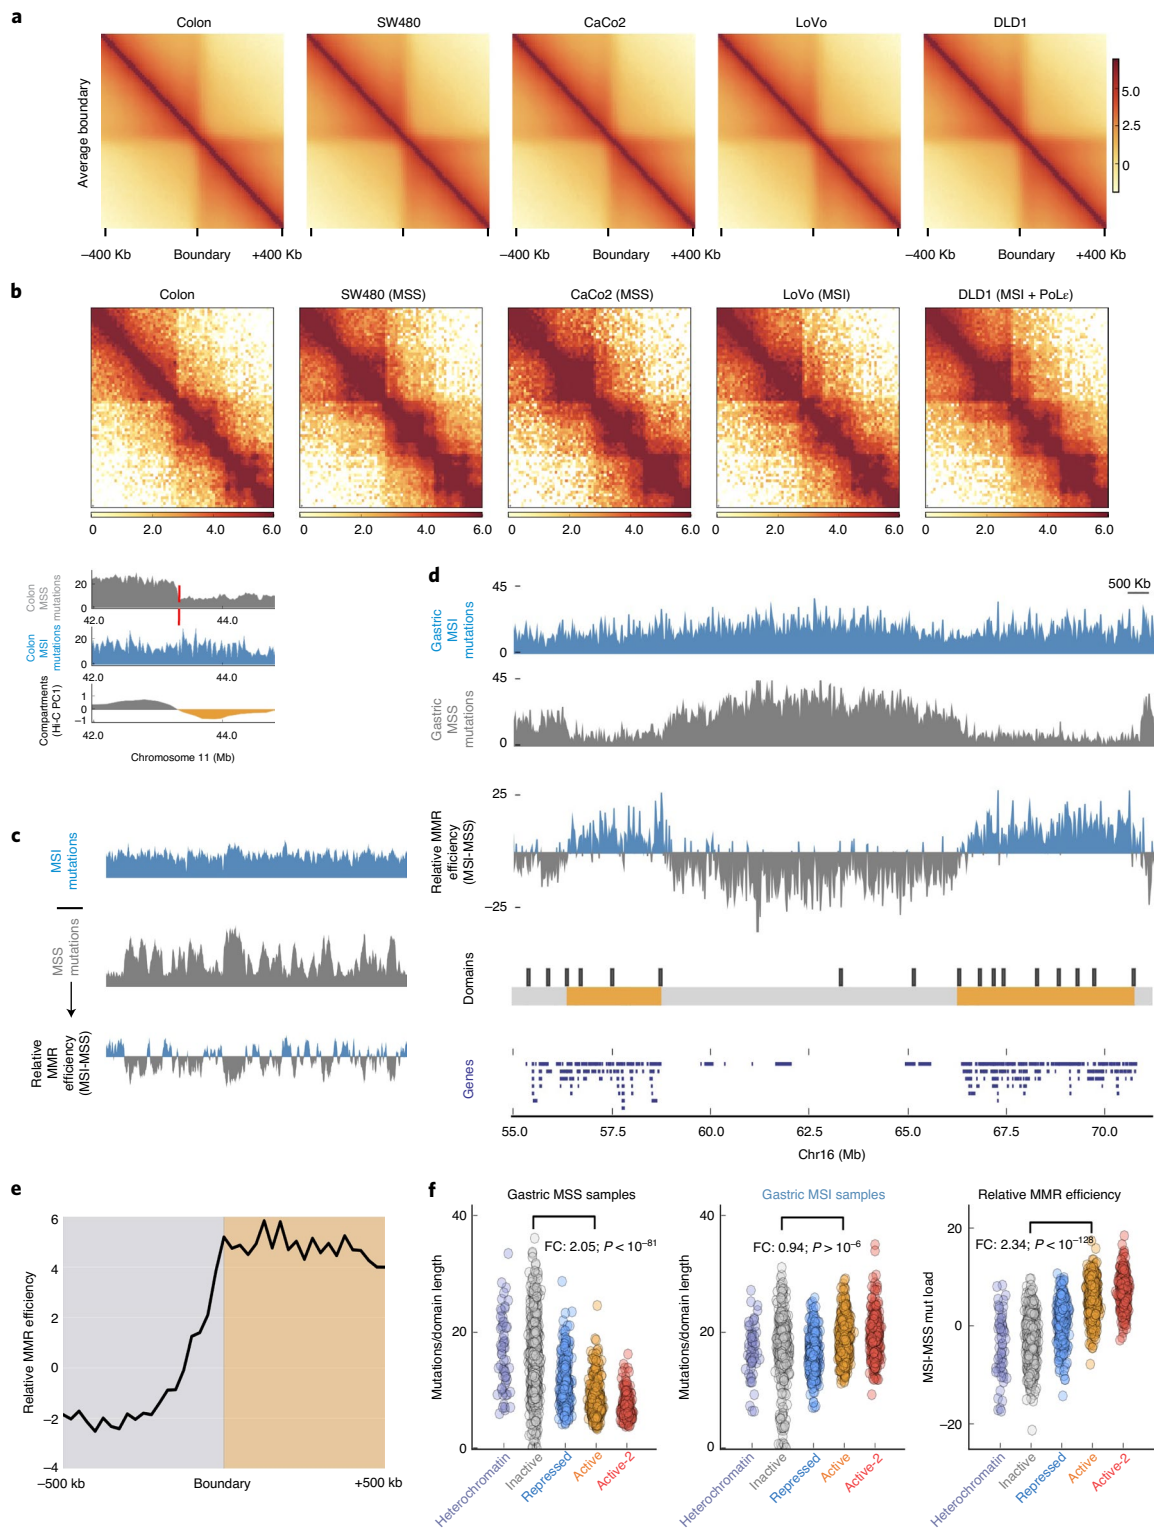 a
Colon
SW480
CaCo2
LoVo
DLD1
Average boundary
5.0
2.5
0
−400 Kb
Boundary
+400 Kb
−400 Kb
Boundary
+400 Kb
−400 Kb
Boundary
+400 Kb
b
Colon
SW480 (MSS)
CaCo2 (MSS)
LoVo (MSI)
DLD1 (MSI + PoLε)
0
2.0
4.0
6.0
0
2.0
4.0
6.0
0
2.0
4.0
6.0
0
2.0
4.0
6.0
0
2.0
4.0
6.0
Colon
MSS
mutations
20
0
42.0
44.0
Colon
MSI
mutations
20
0
42.0
44.0
Compartments
(Hi-C PC1)
1
0
−1
42.0
44.0
Chromosome 11 (Mb)
c
MSI
mutations
MSS
mutations
Relative
MMR
efficiency
(MSI-MSS)
d
500 Kb
Gastric
MSI
mutations
45
0
Gastric
MSS
mutations
45
0
Relative MMR
efficiency
(MSI-MSS)
25
−25
Domains
Genes
55.0
57.5
60.0
62.5
65.0
67.5
70.0
Chr16 (Mb)
e
Relative MMR efficiency
6
4
2
0
−2
−4
−500 kb
Boundary
+500 kb
f
Gastric MSS samples
Mutations/domain length
40
20
0
FC: 2.05; P < 10−81
Heterochromatin
Inactive
Repressed
Active
Active-2
Gastric MSI samples
Mutations/domain length
40
20
0
FC: 0.94; P > 10−6
Heterochromatin
Inactive
Repressed
Active
Active-2
Relative MMR efficiency
MSI-MSS mut load
20
0
−20
FC: 2.34; P < 10−128
Heterochromatin
Inactive
Repressed
Active
Active-2